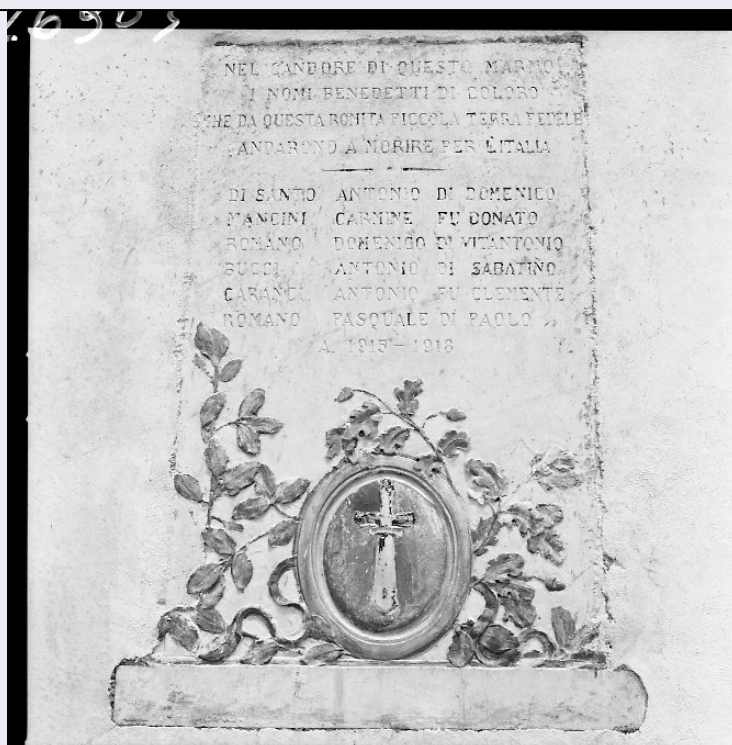 NEL CANDORE DI QUESTO MARMO
I NOMI BENEDETTI DI COLORO
CHE DA QUESTA ROMITA PICCOLA TERRA FEDELE
ANDARONO A MORIRE PER L'ITALIA
DI SANTO ANTONIO DI DOMENICO
MANCINI CARMINE FU DONATO
ROMANO DOMENICO DI VITANTONIO
BUCCI ANTONIO DI SABATINO
CARANCI ANTONIO FU CLEMENTE
ROMANO PASQUALE DI PAOLO
A. 1915-1918